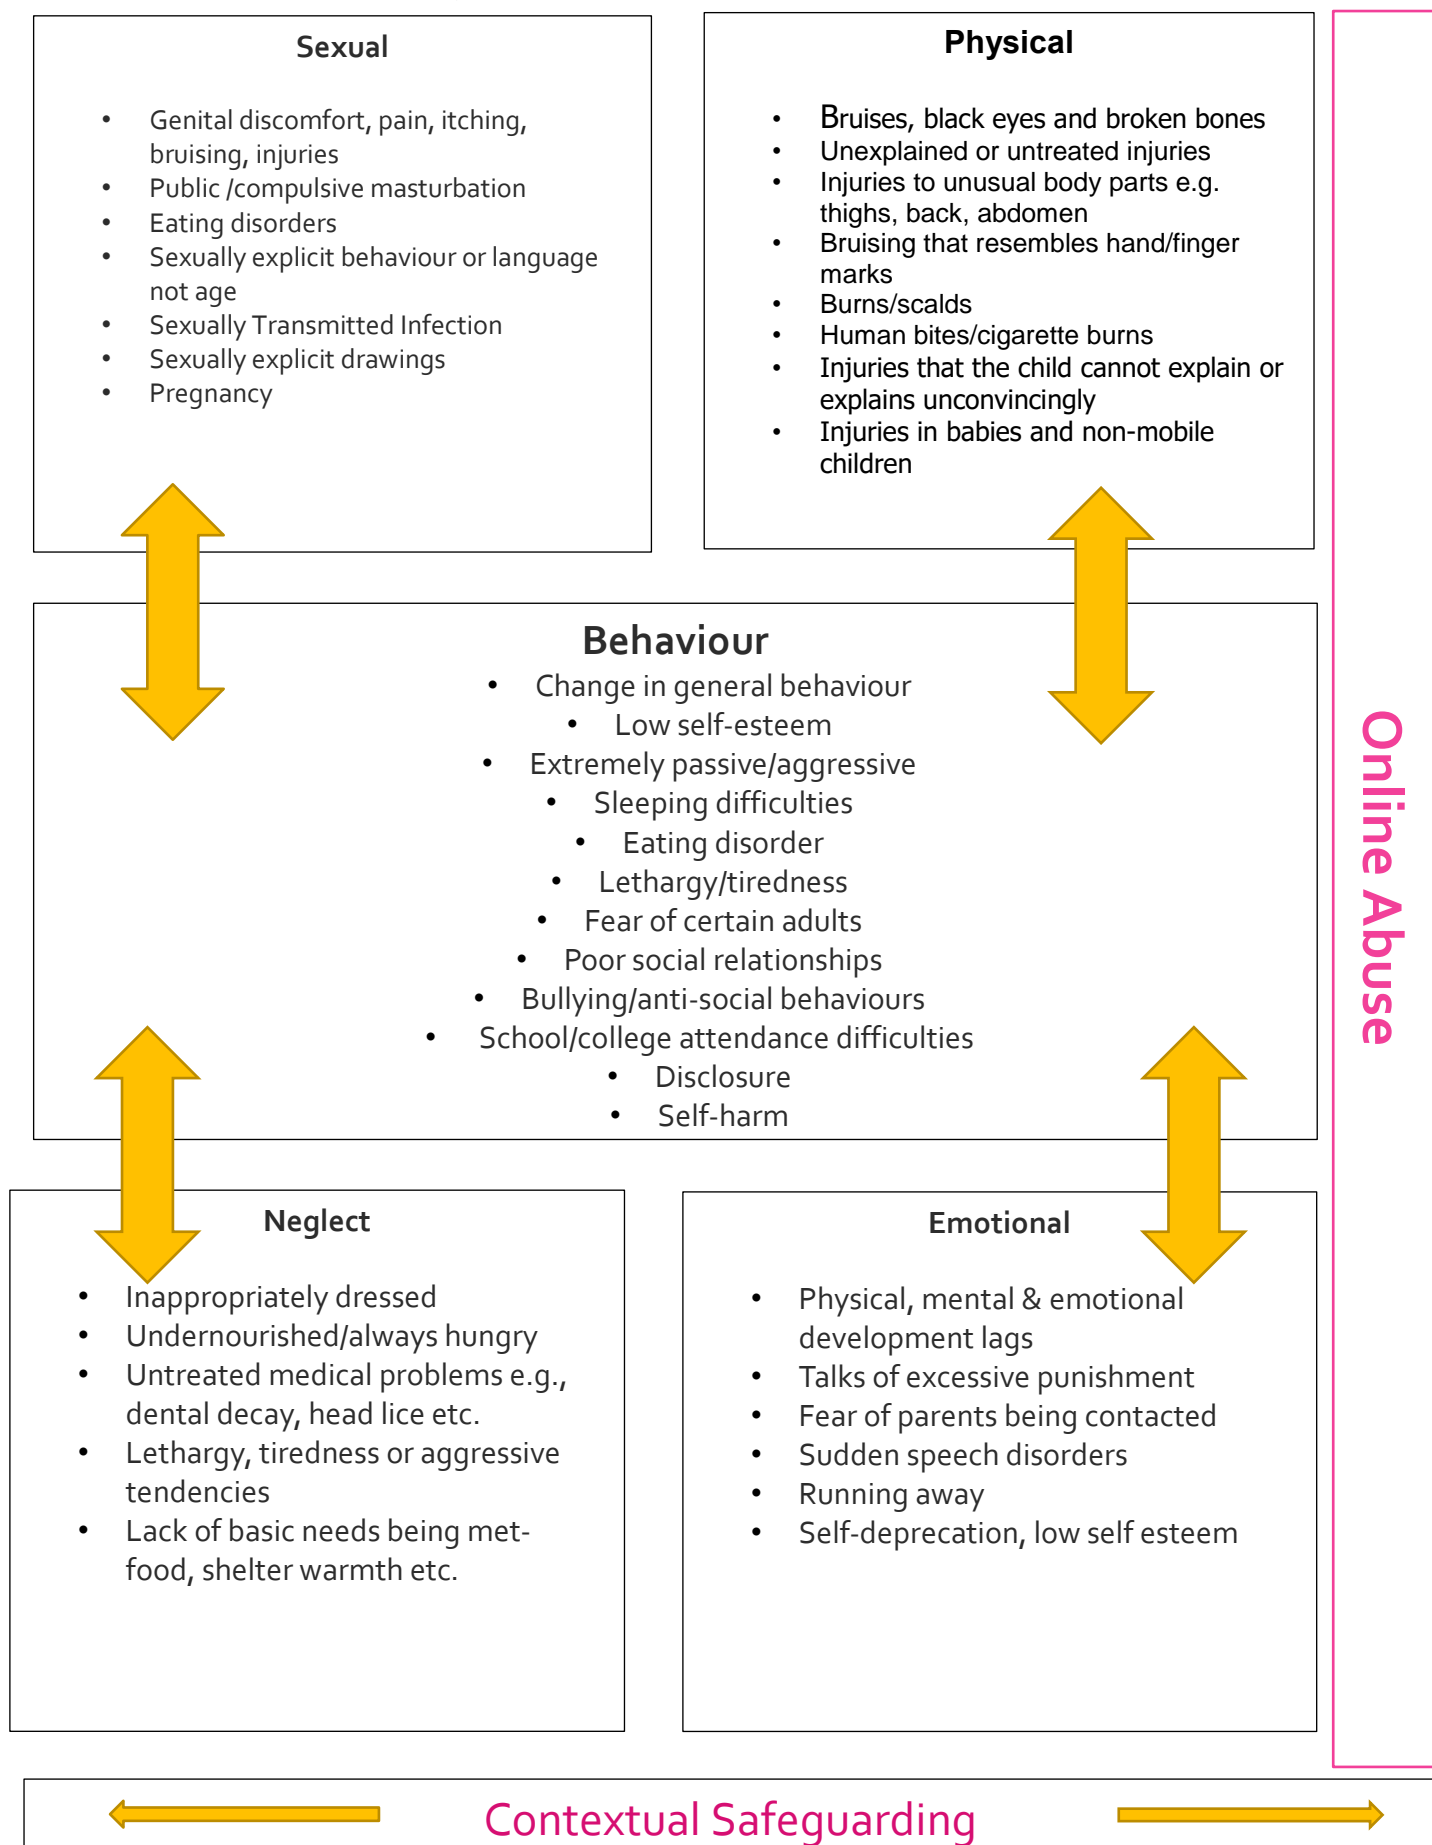 Sexual
• Genital discomfort, pain, itching,
bruising, injuries
• Public /compulsive masturbation
• Eating disorders
• Sexually explicit behaviour or language
not age
• Sexually Transmitted Infection
• Sexually explicit drawings
• Pregnancy
Physical
• Bruises, black eyes and broken bones
• Unexplained or untreated injuries
• Injuries to unusual body parts e.g.
thighs, back, abdomen
• Bruising that resembles hand/finger
marks
• Burns/scalds
• Human bites/cigarette burns
• Injuries that the child cannot explain or
explains unconvincingly
• Injuries in babies and non-mobile
children
Behaviour
• Change in general behaviour
• Low self-esteem
• Extremely passive/aggressive
• Sleeping difficulties
• Eating disorder
• Lethargy/tiredness
• Fear of certain adults
• Poor social relationships
• Bullying/anti-social behaviours
• School/college attendance difficulties
• Disclosure
• Self-harm
Neglect
• Inappropriately dressed
• Undernourished/always hungry
• Untreated medical problems e.g.,
dental decay, head lice etc.
• Lethargy, tiredness or aggressive
tendencies
• Lack of basic needs being met-
food, shelter warmth etc.
Emotional
• Physical, mental & emotional
development lags
• Talks of excessive punishment
• Fear of parents being contacted
• Sudden speech disorders
• Running away
• Self-deprecation, low self esteem
Online Abuse
Contextual Safeguarding